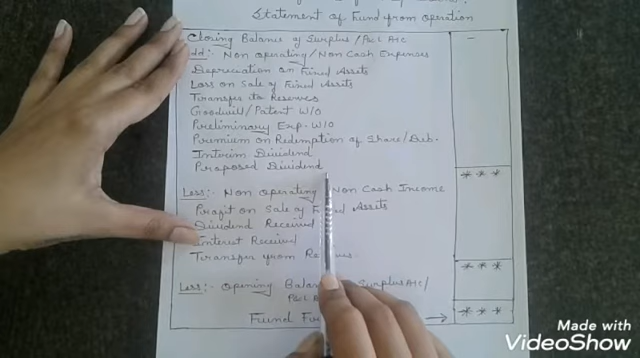 Statement of Fund from operation
Closing Balance of Surplus/P&L A/C -
Add:- Non Operating/Non Cash Expenses
Depreciation on Fixed Assets
Loss on Sale of Fixed Assets
Transfer to Reserves
Goodwill/Patent W/O
Preliminary Exp. W/O
Premium on Redemption of Share/Deb.
Interim Dividend
Proposed Dividend
* * *
Less:- Non Operating Non Cash Income
Profit on Sale of Fixed Assets
Dividend Received
Interest Received
Transfer from
* * *
Less:- Opening Surplus A/C/
P&L
* * *
Fund →
Made with
VideoShow